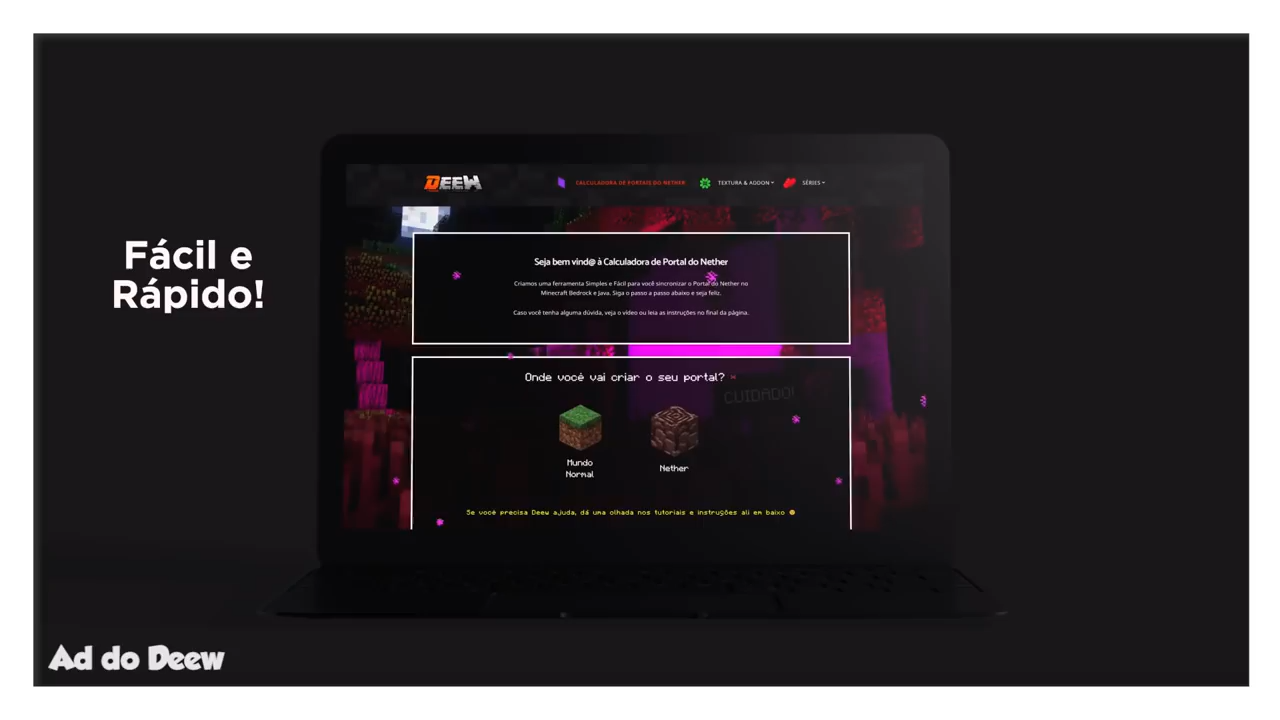 DEEW
CALCULADORA DE PORTAIS DO NETHER
TEXTURA & ADDON
SÉRIES
Fácil e
Rápido!
Seja bem vind@ à Calculadora de Portal do Nether
Criamos uma ferramenta Simples e Fácil para você sincronizar o Portal do Nether no
Minecraft Bedrock e Java. Siga o passo a passo abaixo e seja feliz.
Caso você tenha alguma dúvida, veja o vídeo ou leia as instruções no final da página.
Onde você vai criar o seu portal?
CUIDADO!
Mundo
Normal
Nether
Se você precisa Deew ajuda, dá uma olhada nos tutoriais e instruções ali em baixo
Ad do Deew